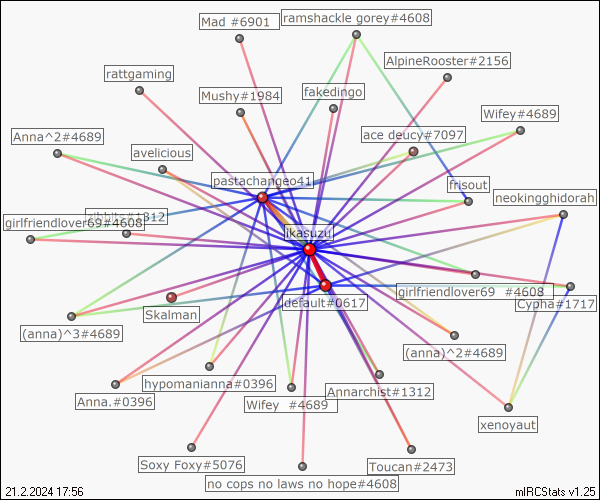 Mad #6901
ramshackle gorey#4608
AlpineRooster#2156
rattgaming
Mushy#1984
fakedingo
Wifey#4689
Anna^2#4689
ace deucy#7097
avelicious
pastachangeo41
frisout
neokingghidorah
girlfriendlover69#4608
#1312
ikasuzu
girlfriendlover69 #4608
default#0617
Cypha#1717
Skalman
(anna)^3#4689
(anna)^2#4689
hypomanianna#0396
Annarchist#1312
Anna.#0396
Wifey #4689
xenoyaut
Soxy Foxy#5076
Toucan#2473
no cops no laws no hope#4608
21.2.2024 17:56
mIRCStats v1.25